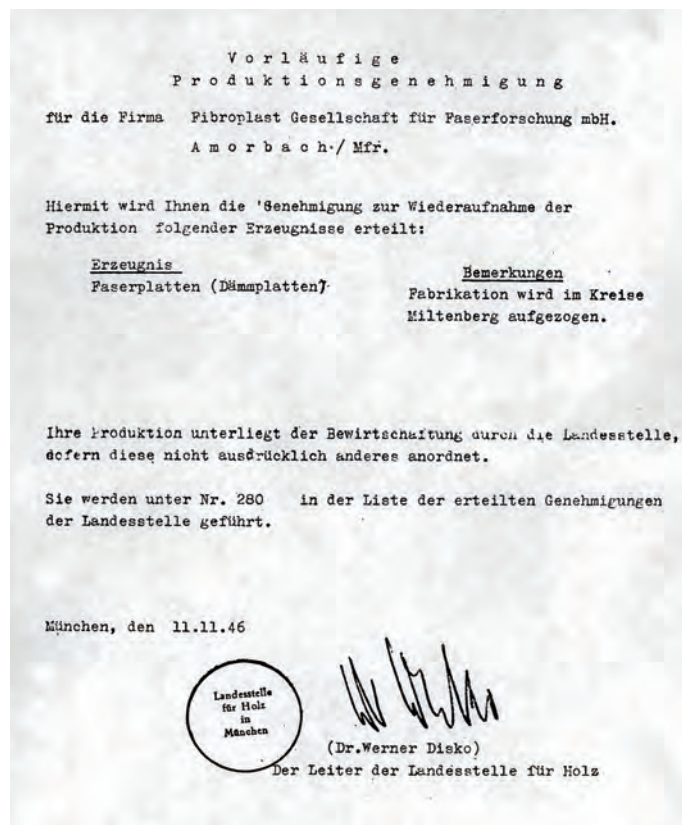 V o r l ä u f i g e
P r o d u k t i o n s g e n e h m i g u n g
für die Firma Fibroplast Gesellschaft für Faserforschung mbH.
A m o r b a c h / Mfr.
Hiermit wird Ihnen die 'Genehmigung zur Wiederaufnahme der
Produktion folgender Erzeugnisse erteilt:
Erzeugnis
Bemerkungen
Faserplatten (Dämmplatten)
Fabrikation wird im Kreise
Miltenberg aufgezogen.
Ihre Produktion unterliegt der Bewirtschaftung durch die Landesstelle,
sofern diese nicht ausdrücklich anderes anordnet.
Sie werden unter Nr. 280 in der Liste der erteilten Genehmigungen
der Landesstelle geführt.
München, den 11.11.46
Landesstelle
für Holz
in
München
(Dr.Werner Disko)
Der Leiter der Landesstelle für Holz